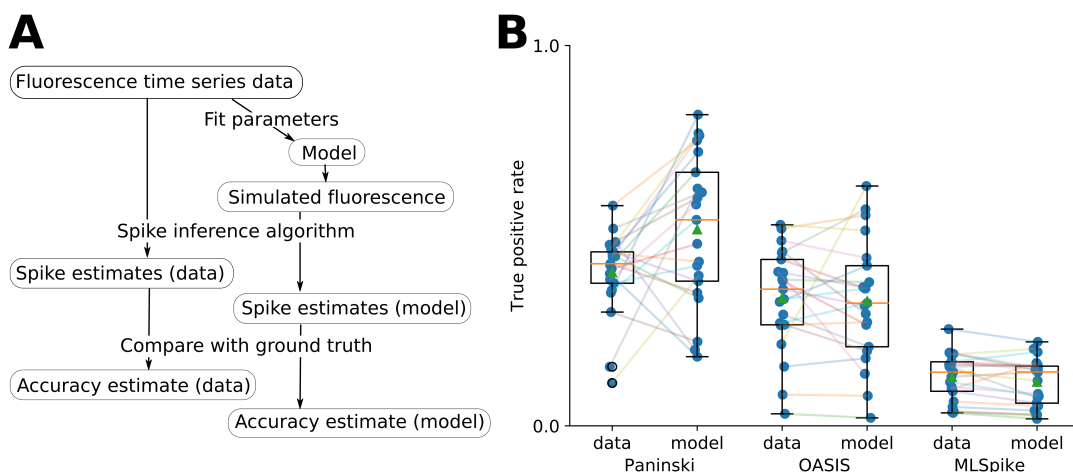 A
Fluorescence time series data
Fit parameters
Model
Simulated fluorescence
Spike inference algorithm
Spike estimates (data)
Spike estimates (model)
Compare with ground truth
Accuracy estimate (data)
Accuracy estimate (model)
B
1.0
True positive rate
0.0
data model data model data model
Paninski OASIS MLSpike